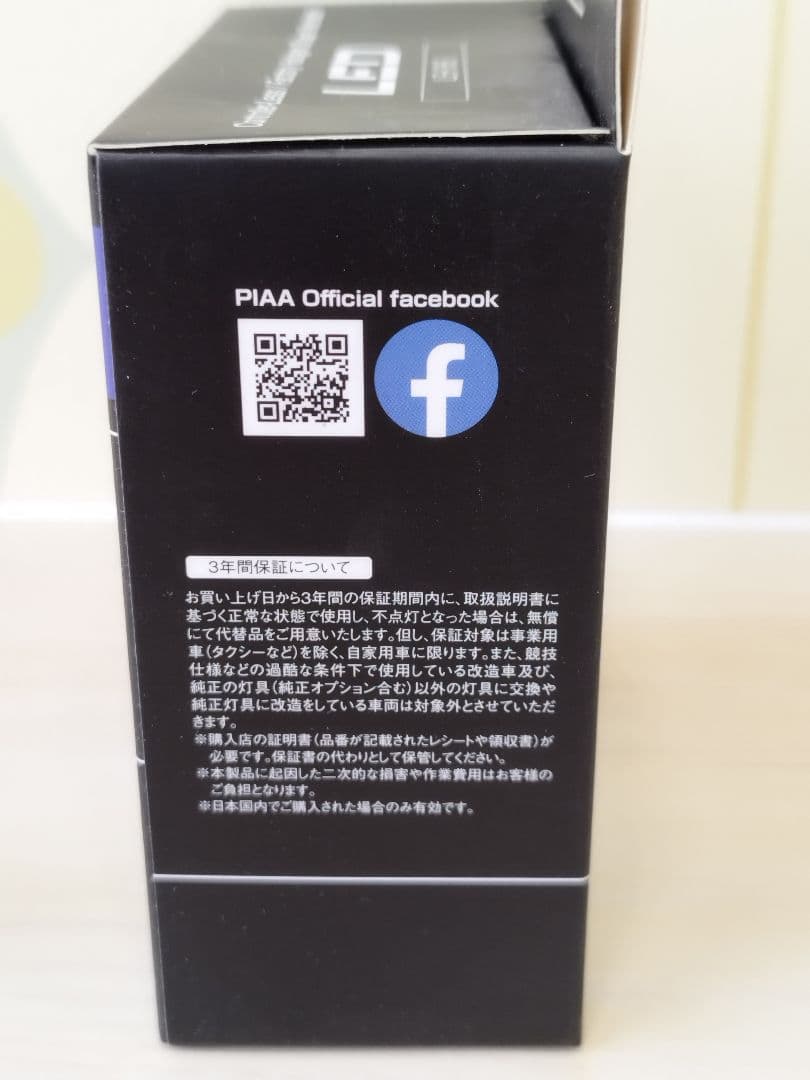 LED
PIAA Official facebook
f
3年間保証について
お買い上げ日から3年間の保証期間内に、取扱説明書に
基づく正常な状態で使用し、不点灯となった場合は、無償
にて代替品をご用意いたします。但し、保証対象は事業用
車(タクシーなど)を除く、自家用車に限ります。また、競技
仕様などの過酷な条件下で使用している改造車及び、
純正の灯具(純正オプション含む)以外の灯具に交換や
純正灯具に改造をしている車両は対象外とさせていただ
きます。
※購入店の証明書(品番が記載されたレシートや領収書)が
必要です。保証書の代わりとして保管してください。
※本製品に起因した二次的な損害や作業費用はお客様の
ご負担となります。
※日本国内でご購入された場合のみ有効です。